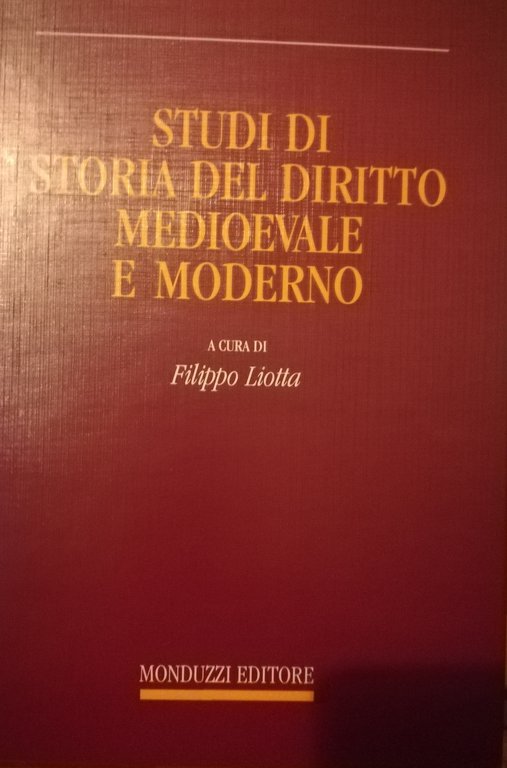 STUDI DI
STORIA DEL DIRITTO
MEDIOEVALE
E MODERNO
A CURA DI
Filippo Liotta
MONDUZZI EDITORE